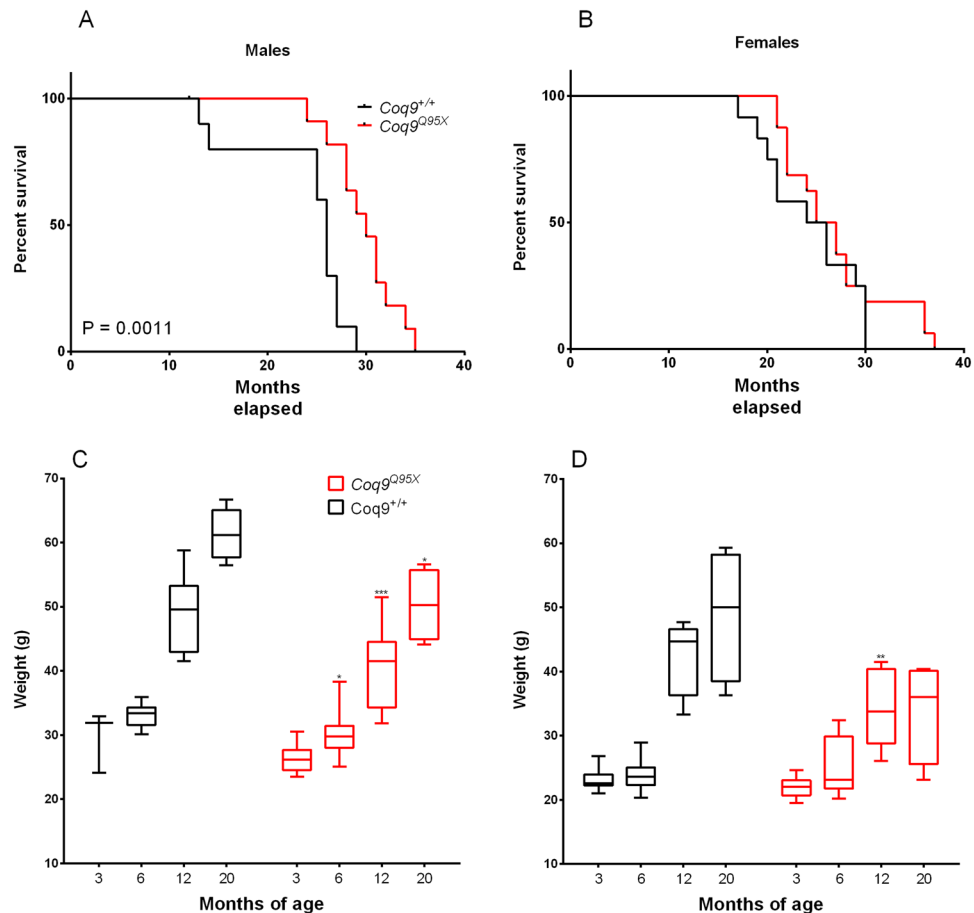 A
Males
100
50
0
Percent survival
Coq9+/+
Coq9Q95X
P = 0.0011
0 10 20 30 40
Months
elapsed
B
Females
100
50
0
Percent survival
0 10 20 30 40
Months
elapsed
C
70
60
50
40
30
20
10
Weight (g)
Coq9Q95X
Coq9+/+
*
***
*
3 6 12 20 3 6 12 20
Months of age
D
70
60
50
40
30
20
10
Weight (g)
**
3 6 12 20 3 6 12 20
Months of age